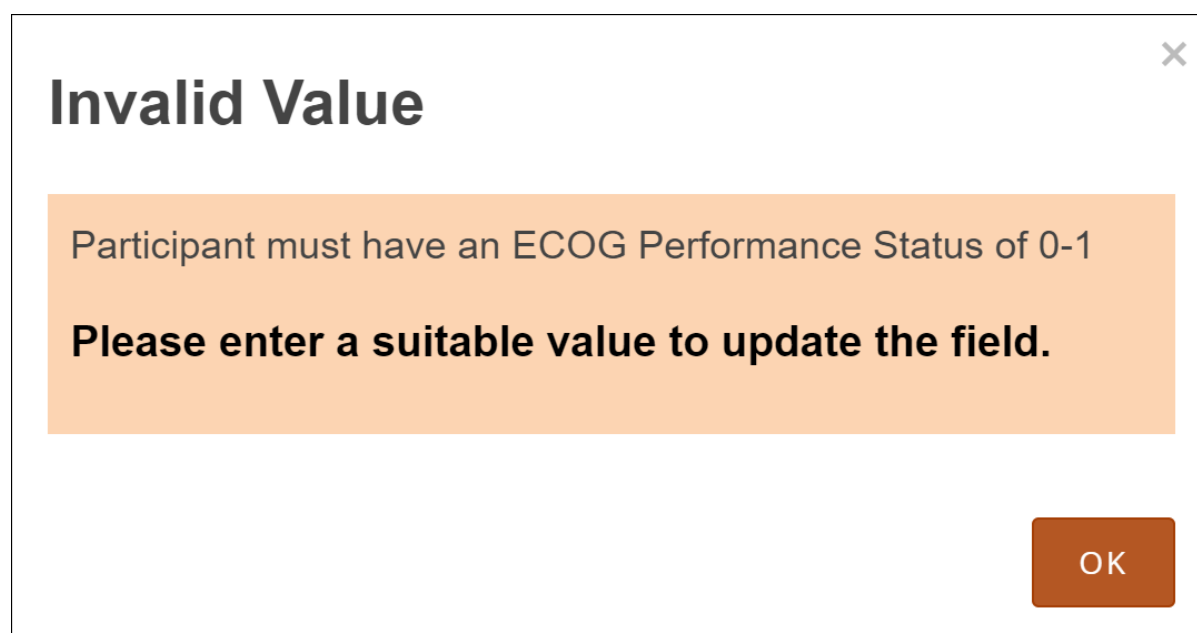 Invalid Value
Participant must have an ECOG Performance Status of 0-1
Please enter a suitable value to update the field.
OK